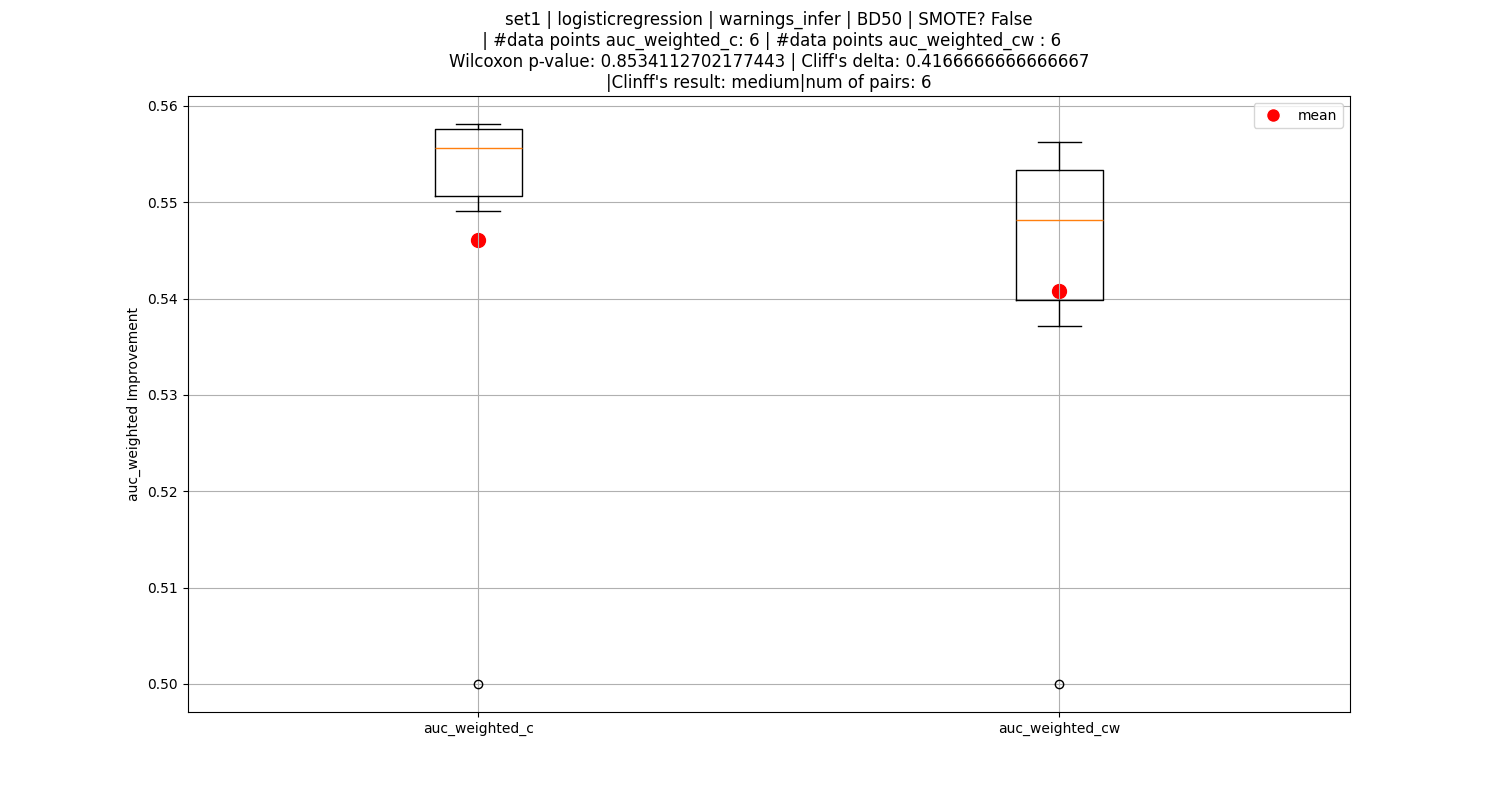 set1 | logisticregression | warnings_infer | BD50 | SMOTE? False
| #data points auc_weighted_c: 6 | #data points auc_weighted_cw : 6
Wilcoxon p-value: 0.8534112702177443 | Cliff's delta: 0.4166666666666667
|Clinff's result: medium|num of pairs: 6
mean
auc_weighted Improvement
0.56
0.55
0.54
0.53
0.52
0.51
0.50
auc_weighted_c
auc_weighted_cw